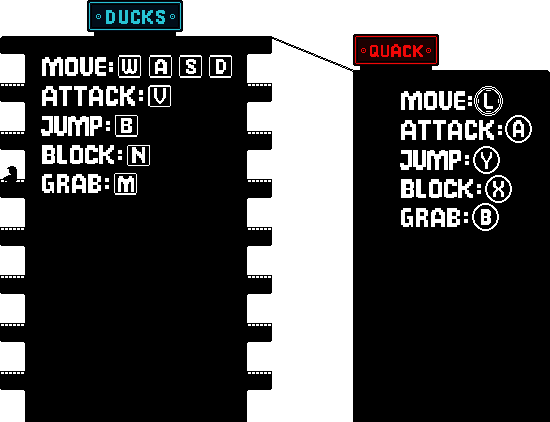 DUCKS
MOVE: W A S D
ATTACK: V
JUMP: B
BLOCK: N
GRAB: M
QUACK
MOVE: L
ATTACK: A
JUMP: Y
BLOCK: X
GRAB: B